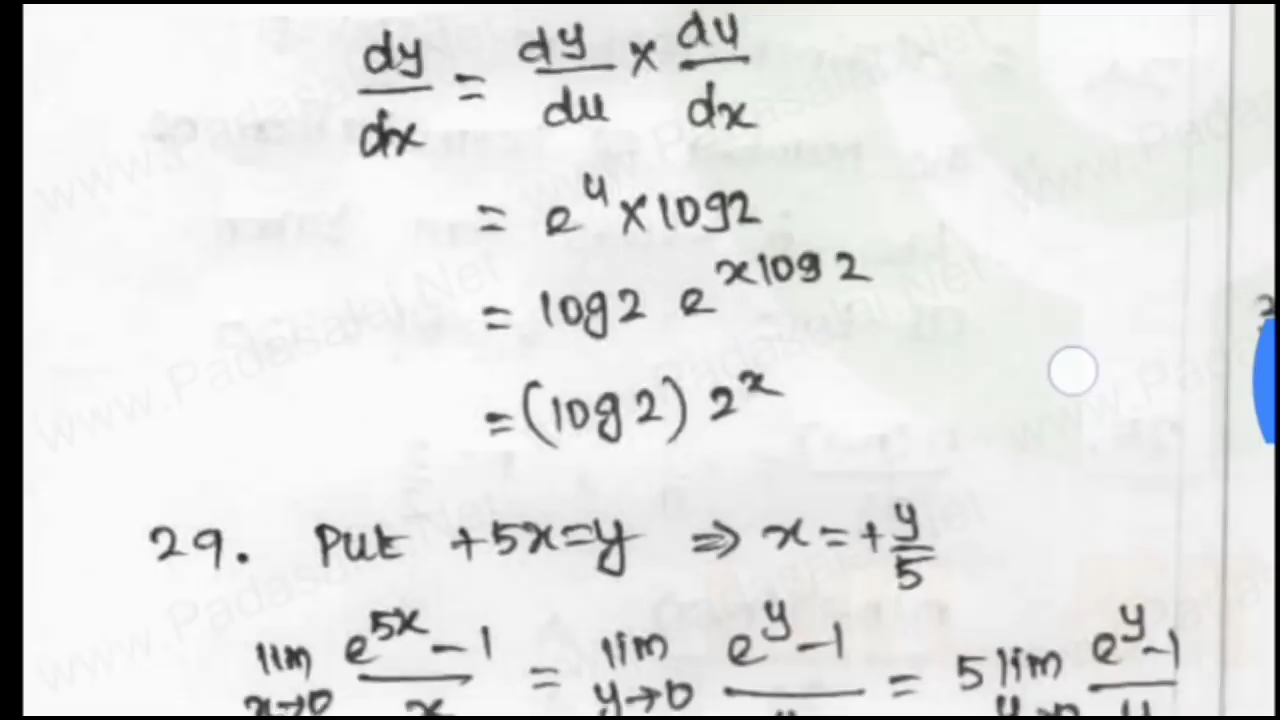 dy/dx = dy/du × du/dx
= e^u × log2
= log2 e^(x log 2)
= (log 2) 2^x
29. Put +5x=y ⇒ x=+y/5
lim x→0 (e^(5x) -1)/x = lim y→0 (e^y -1)/ = 5 lim (e^y -1)/y